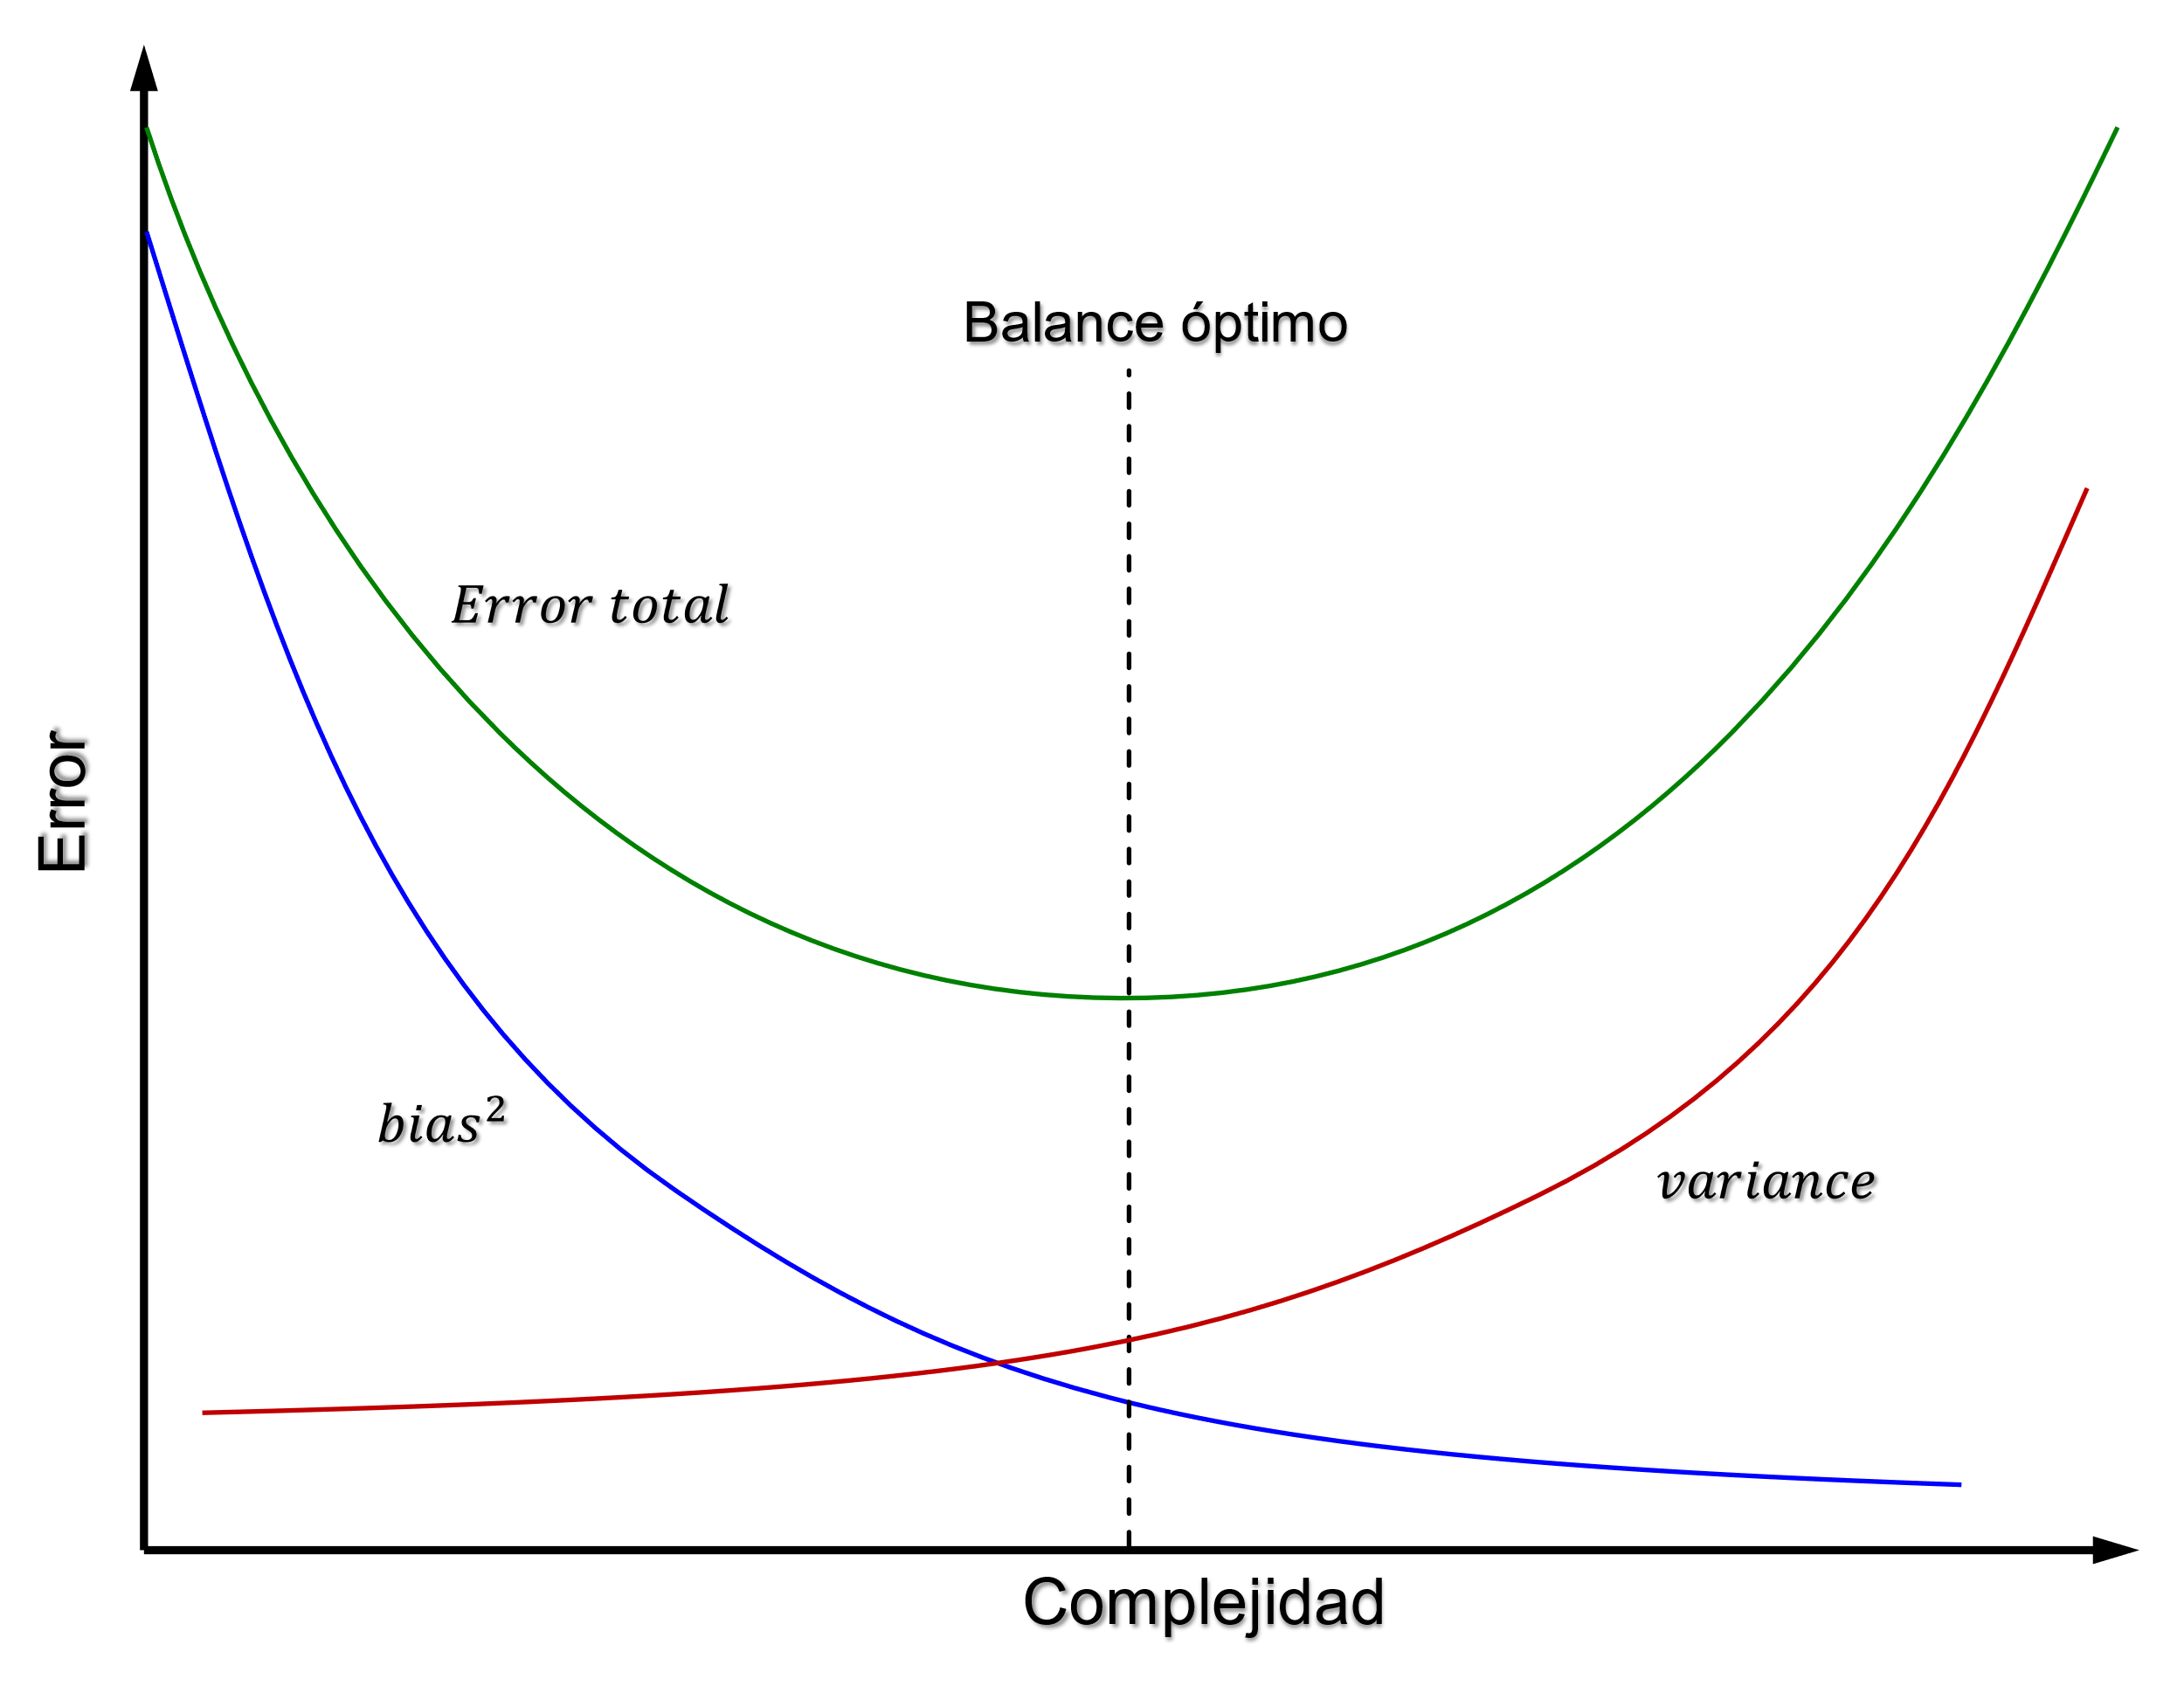 Balance óptimo
Error total
Error
bias²
variance
Complejidad